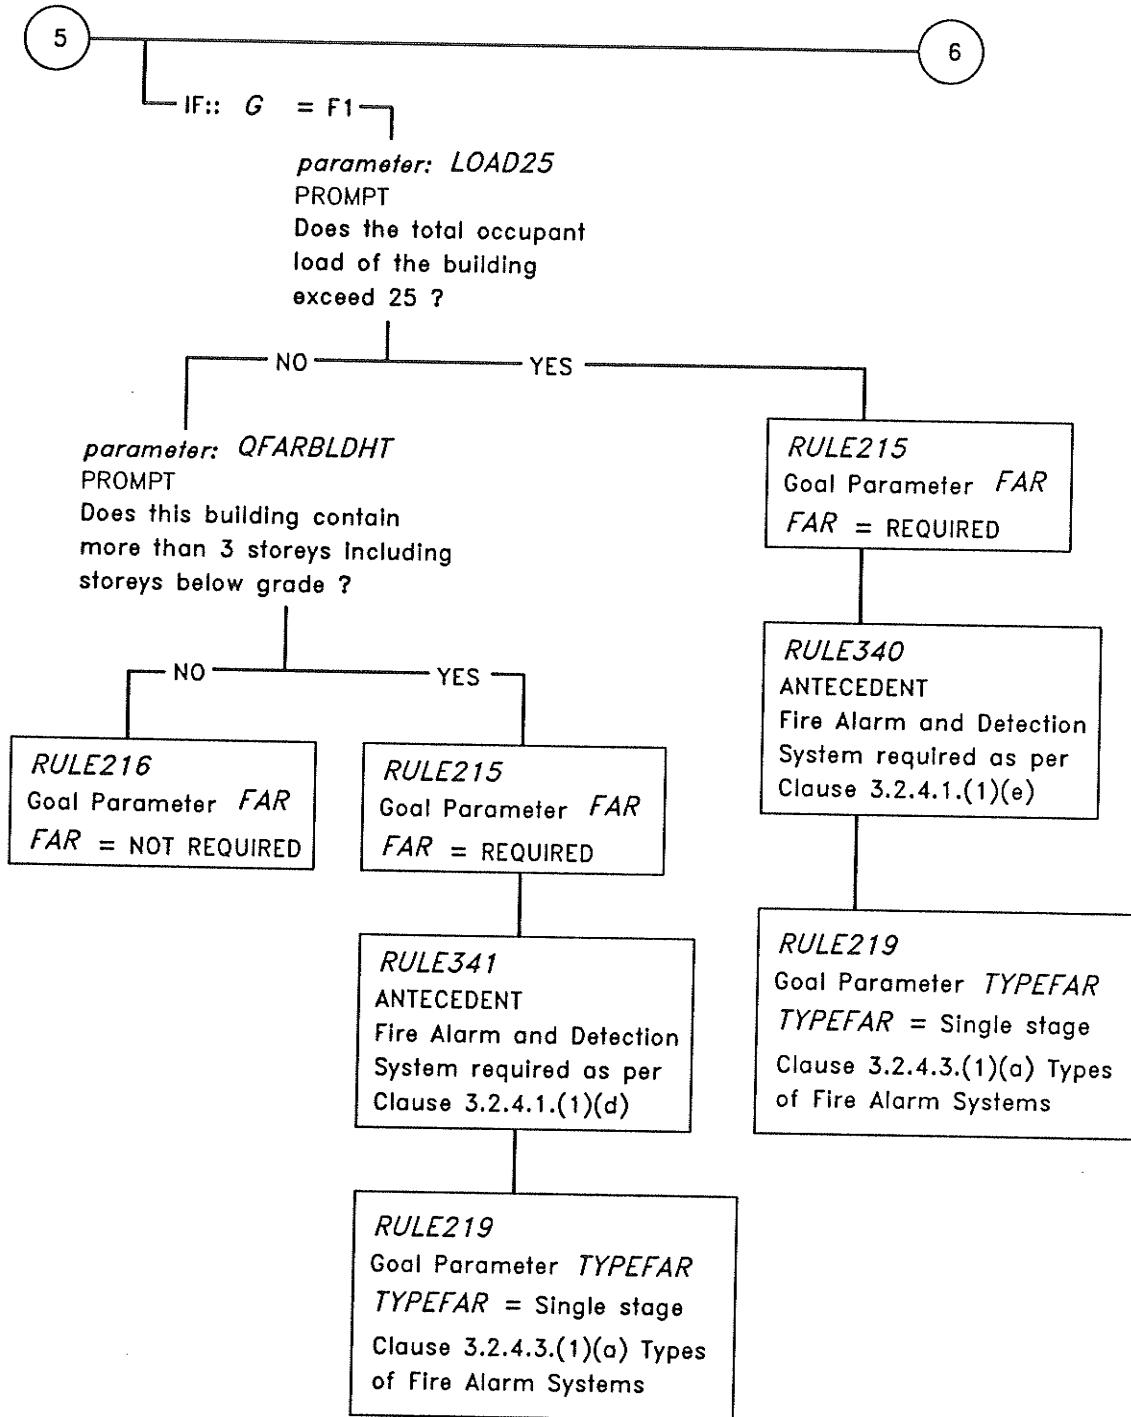 5
6
IF:: G = F1
parameter: LOAD25
PROMPT
Does the total occupant
load of the building
exceed 25 ?
NO
YES
parameter: QFARBLDHT
PROMPT
Does this building contain
more than 3 storeys including
storeys below grade ?
RULE215
Goal Parameter FAR
FAR = REQUIRED
NO
YES
RULE340
ANTECEDENT
Fire Alarm and Detection
System required as per
Clause 3.2.4.1.(1)(e)
RULE216
Goal Parameter FAR
FAR = NOT REQUIRED
RULE215
Goal Parameter FAR
FAR = REQUIRED
RULE219
Goal Parameter TYPEFAR
TYPEFAR = Single stage
Clause 3.2.4.3.(1)(a) Types
of Fire Alarm Systems
RULE341
ANTECEDENT
Fire Alarm and Detection
System required as per
Clause 3.2.4.1.(1)(d)
RULE219
Goal Parameter TYPEFAR
TYPEFAR = Single stage
Clause 3.2.4.3.(1)(a) Types
of Fire Alarm Systems